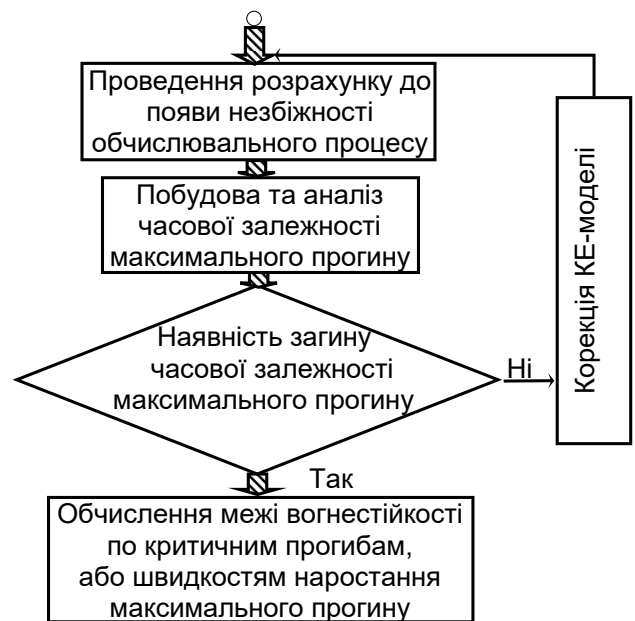 Проведення розрахунку до
появи незбіжності
обчислювального процесу
Побудова та аналіз
часової залежності
максимального прогину
Наявність загину
часової залежності
максимального прогину
Ні
Корекція КЕ-моделі
Так
Обчислення межі вогнестійкості
по критичним прогибам,
або швидкостям наростання
максимального прогину